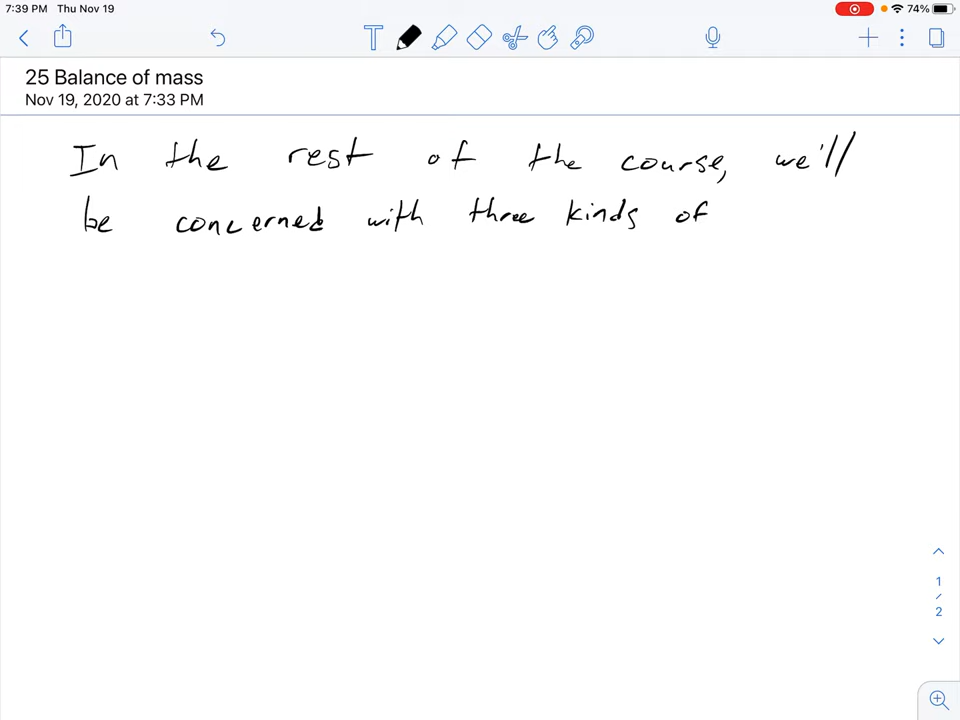 7:39 PM Thu Nov 19 74%
T
25 Balance of mass
Nov 19, 2020 at 7:33 PM
In the rest of the course, we'll
be concerned with three kinds of
1
/
2